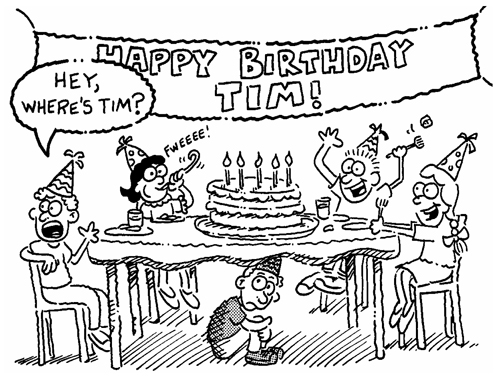 HAPPY BIRTHDAY
TIM!
HEY,
WHERE'S TIM?
FWEEEE!